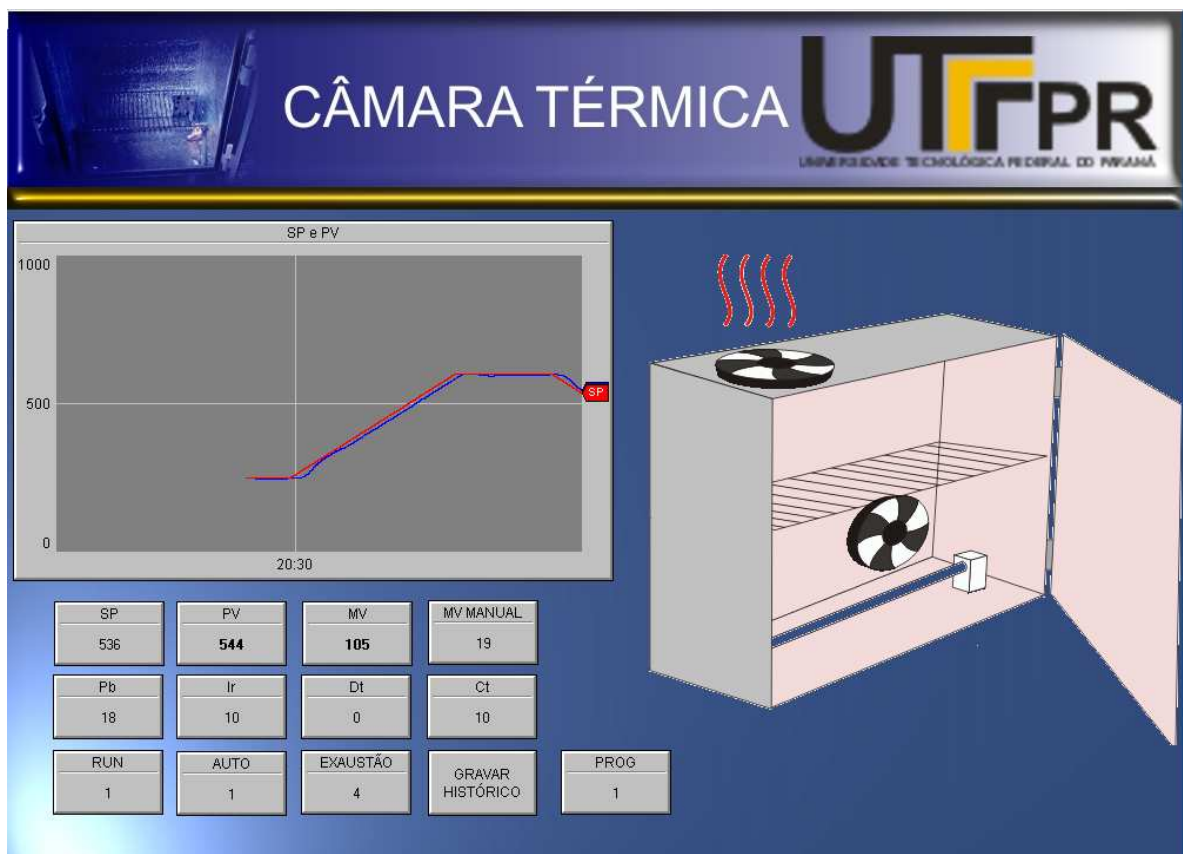 CÂMARA TÉRMICA
UTFPR
UNIVERSIDADE TECNOLÓGICA FEDERAL DO PARANÁ
SP e PV
1000
500
0
SP
20:30
SP
536
PV
544
MV
105
MV MANUAL
19
Pb
18
Ir
10
Dt
0
Ct
10
RUN
1
AUTO
1
EXAUSTÃO
4
GRAVAR
HISTÓRICO
PROG
1